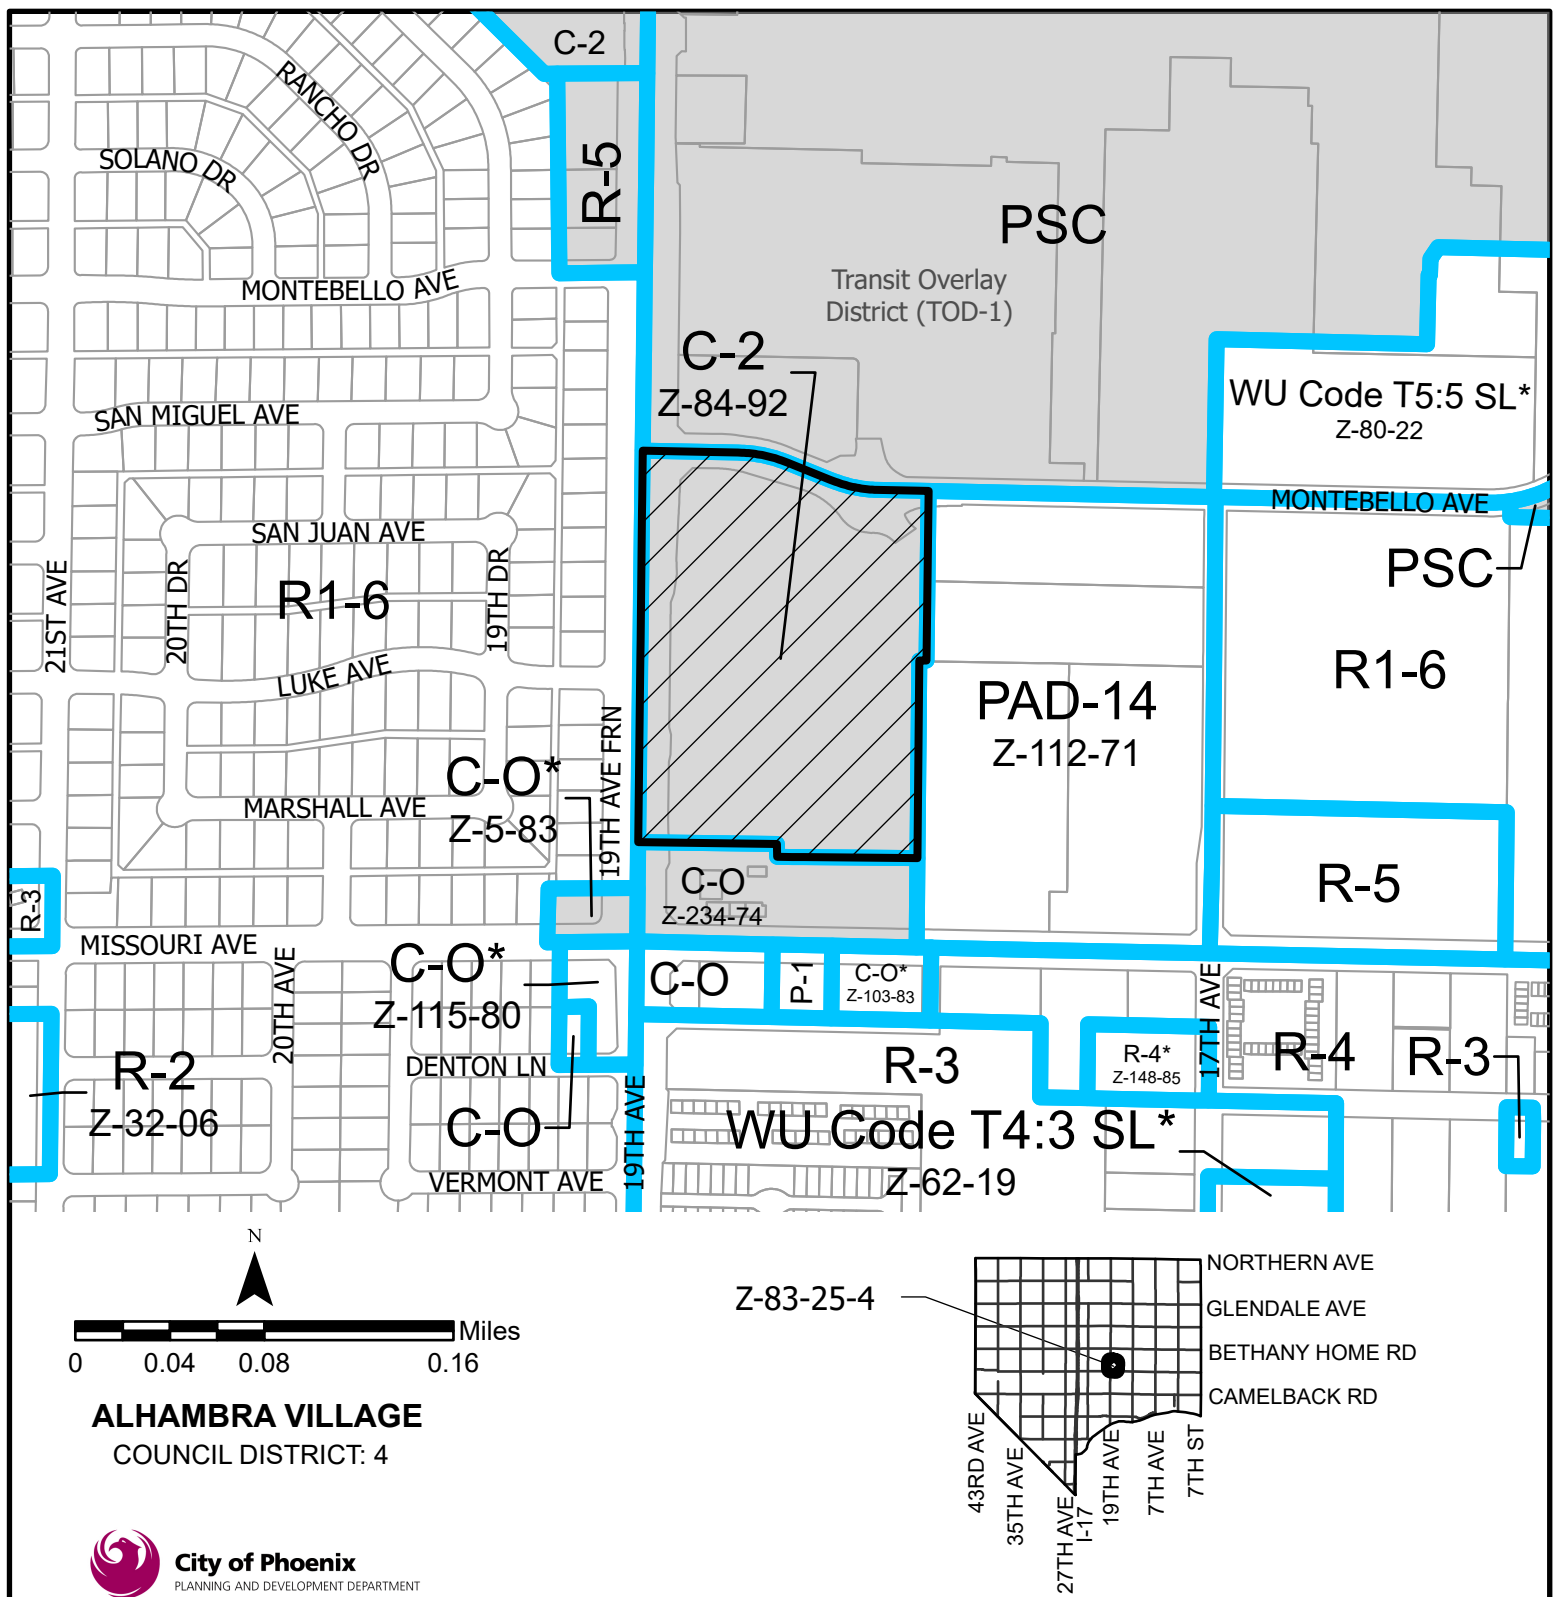 C-2
RANCHO DR
SOLANO DR
R-5
PSC
MONTEBELLO AVE
Transit Overlay
District (TOD-1)
C-2
Z-84-92
SAN MIGUEL AVE
WU Code T5:5 SL*
Z-80-22
MONTEBELLO AVE
SAN JUAN AVE
PSC
21ST AVE
20TH DR
R1-6
19TH DR
LUKE AVE
R1-6
PAD-14
Z-112-71
19TH AVE FRN
C-O*
Z-5-83
MARSHALL AVE
R-3
C-O
Z-234-74
R-5
MISSOURI AVE
20TH AVE
C-O*
Z-115-80
C-O
P-1
C-O*
Z-103-83
17TH AVE
R-2
Z-32-06
DENTON LN
R-3
R-4*
Z-148-85
R-4
R-3
C-O
19TH AVE
WU Code T4:3 SL*
Z-62-19
VERMONT AVE
N
Miles
0 0.04 0.08 0.16
ALHAMBRA VILLAGE
COUNCIL DISTRICT: 4
Z-83-25-4
NORTHERN AVE
GLENDALE AVE
BETHANY HOME RD
CAMELBACK RD
43RD AVE
35TH AVE
27TH AVE
I-17
19TH AVE
7TH AVE
7TH ST
City of Phoenix
PLANNING AND DEVELOPMENT DEPARTMENT